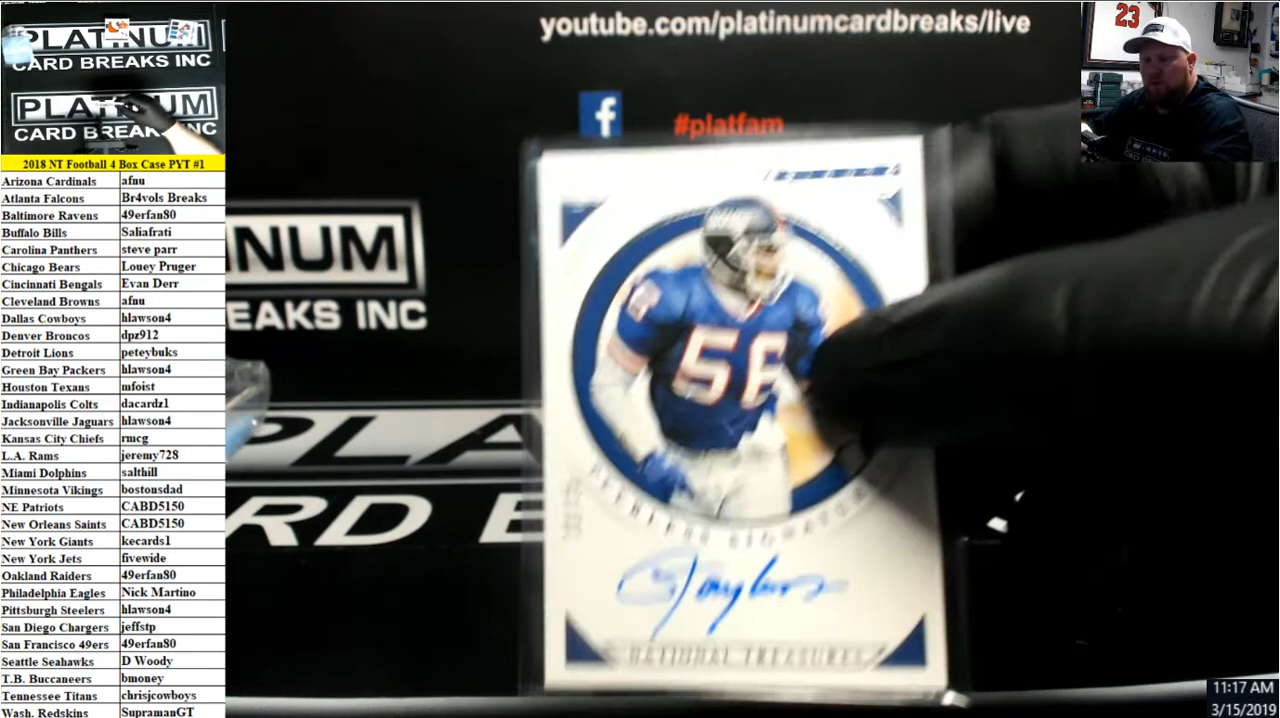 youtube.com/platinumcardbreaks/live
#platfam
f
23
PLATINUM
CARD BREAKS INC
PLATINUM
CARD BREAKS INC
2018 NT Football 4 Box Case PYT #1
Arizona Cardinals afnu
Atlanta Falcons Br4vols Breaks
Baltimore Ravens 49erfan80
Buffalo Bills Saliafrati
Carolina Panthers steve parr
Chicago Bears Louey Pruger
Cincinnati Bengals Evan Derr
Cleveland Browns afnu
Dallas Cowboys hlawson4
Denver Broncos dpz912
Detroit Lions peteybuks
Green Bay Packers hlawson4
Houston Texans mfoist
Indianapolis Colts dacardz1
Jacksonville Jaguars hlawson4
Kansas City Chiefs rmcg
L.A. Rams jeremy728
Miami Dolphins salthill
Minnesota Vikings bostonsdad
NE Patriots CABD5150
New Orleans Saints CABD5150
New York Giants kecards1
New York Jets fivewide
Oakland Raiders 49erfan80
Philadelphia Eagles Nick Martino
Pittsburgh Steelers hlawson4
San Diego Chargers jeffstp
San Francisco 49ers 49erfan80
Seattle Seahawks D Woody
T.B. Buccaneers bmoney
Tennessee Titans chrisjcowboys
Wash. Redskins SupramanGT
NUM
EAKS INC
PLA
RD
56
NATIONAL TREASURES
11:17 AM
3/15/2019